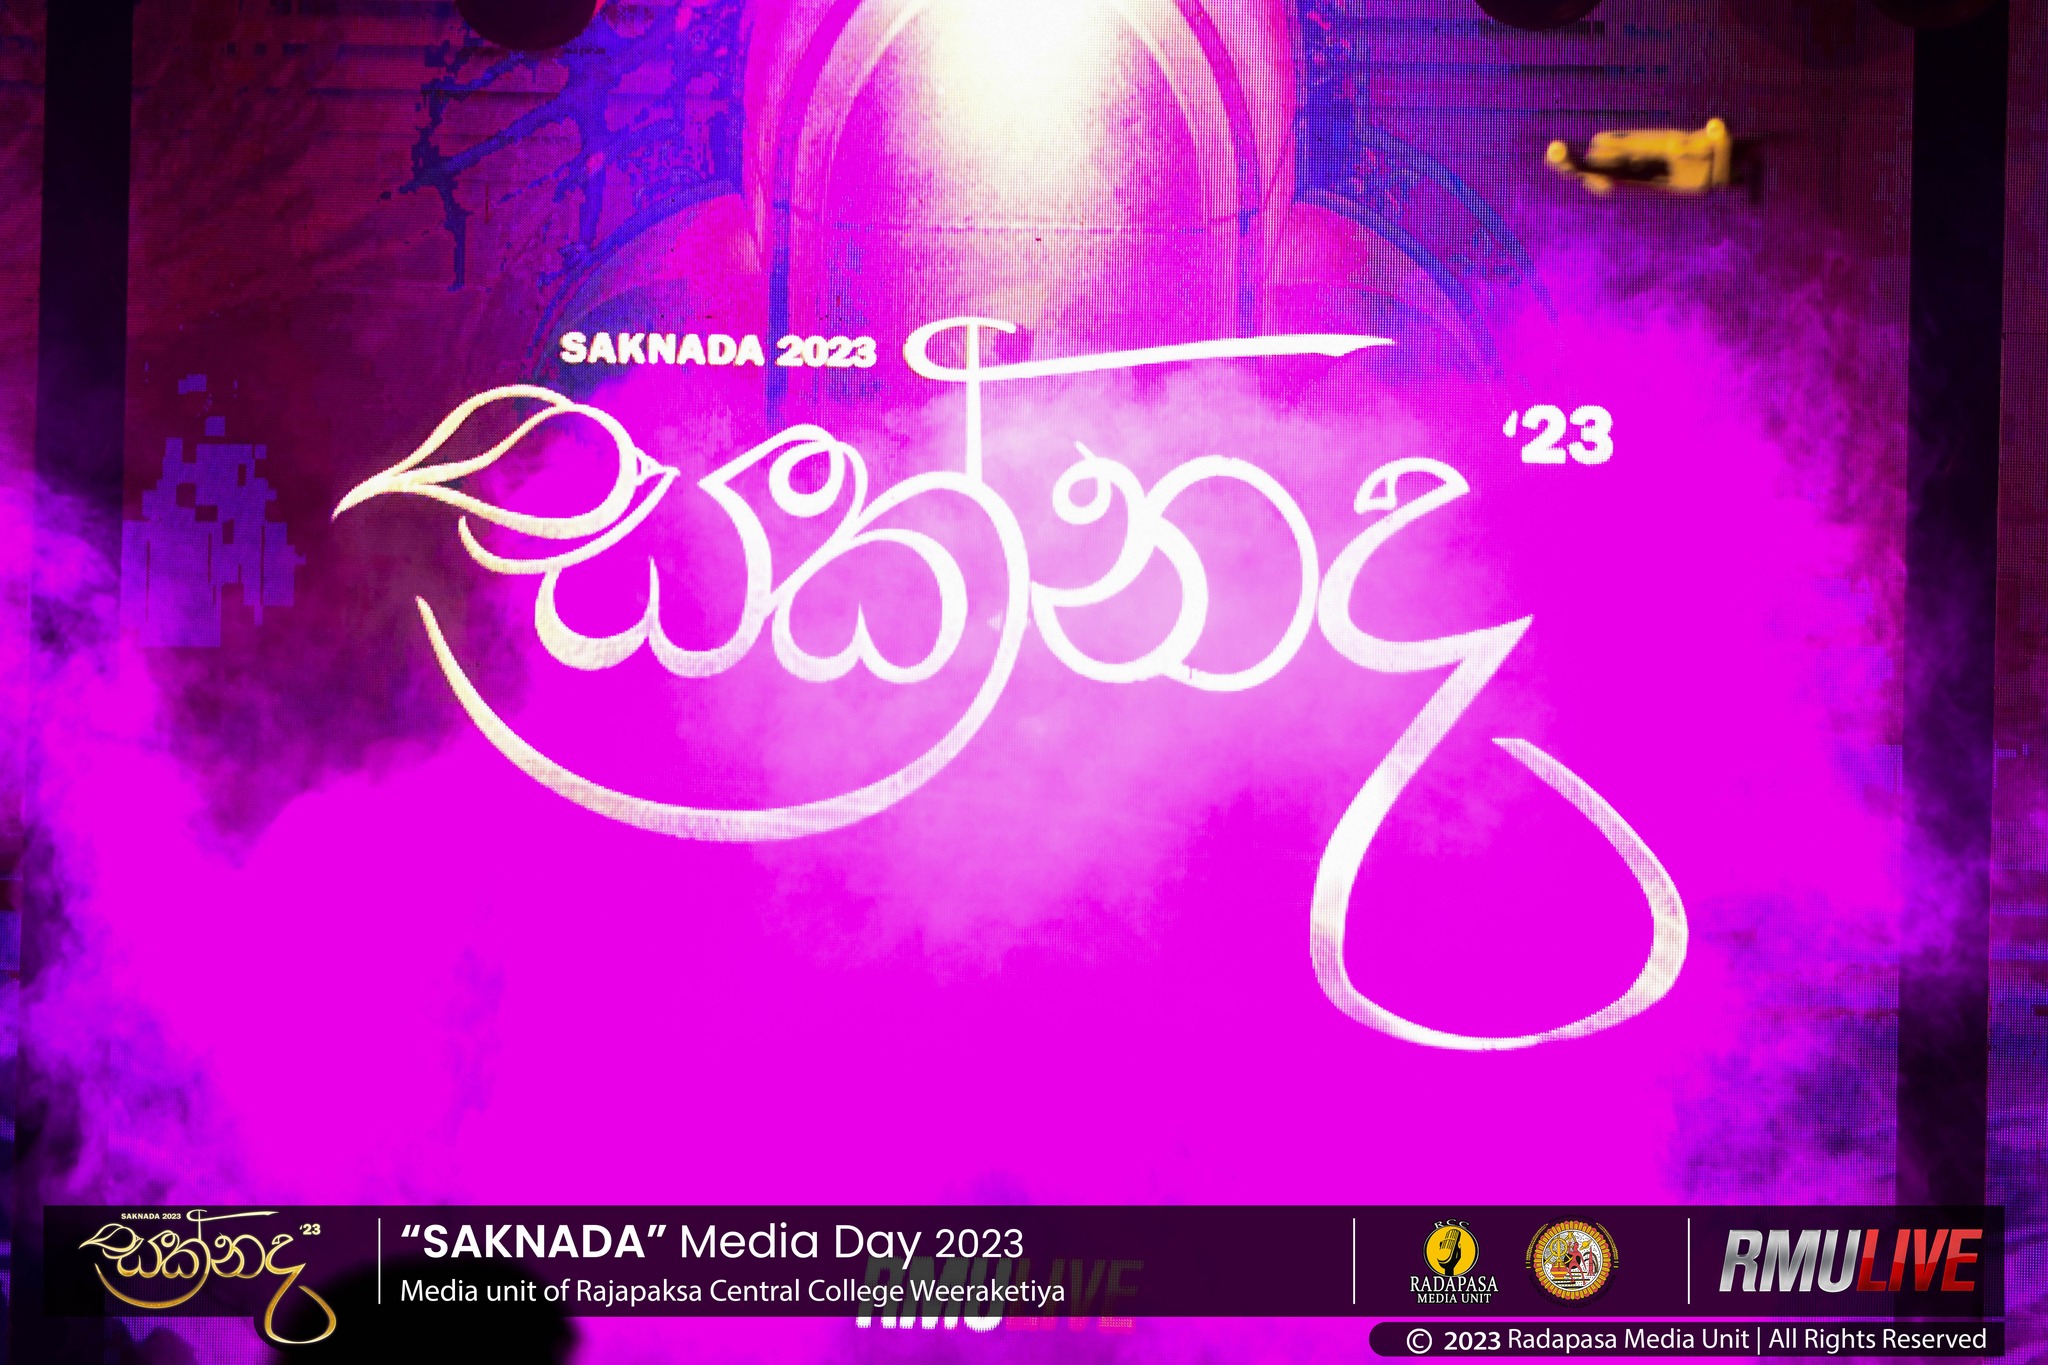 SAKNADA 2023
සක්නද
‘23
SAKNADA 2023
සක්නද
‘23
“SAKNADA” Media Day 2023
Media unit of Rajapaksa Central College Weeraketiya
RCC
RADAPASA
MEDIA UNIT
RMULIVE
RMULIVE
© 2023 Radapasa Media Unit | All Rights Reserved